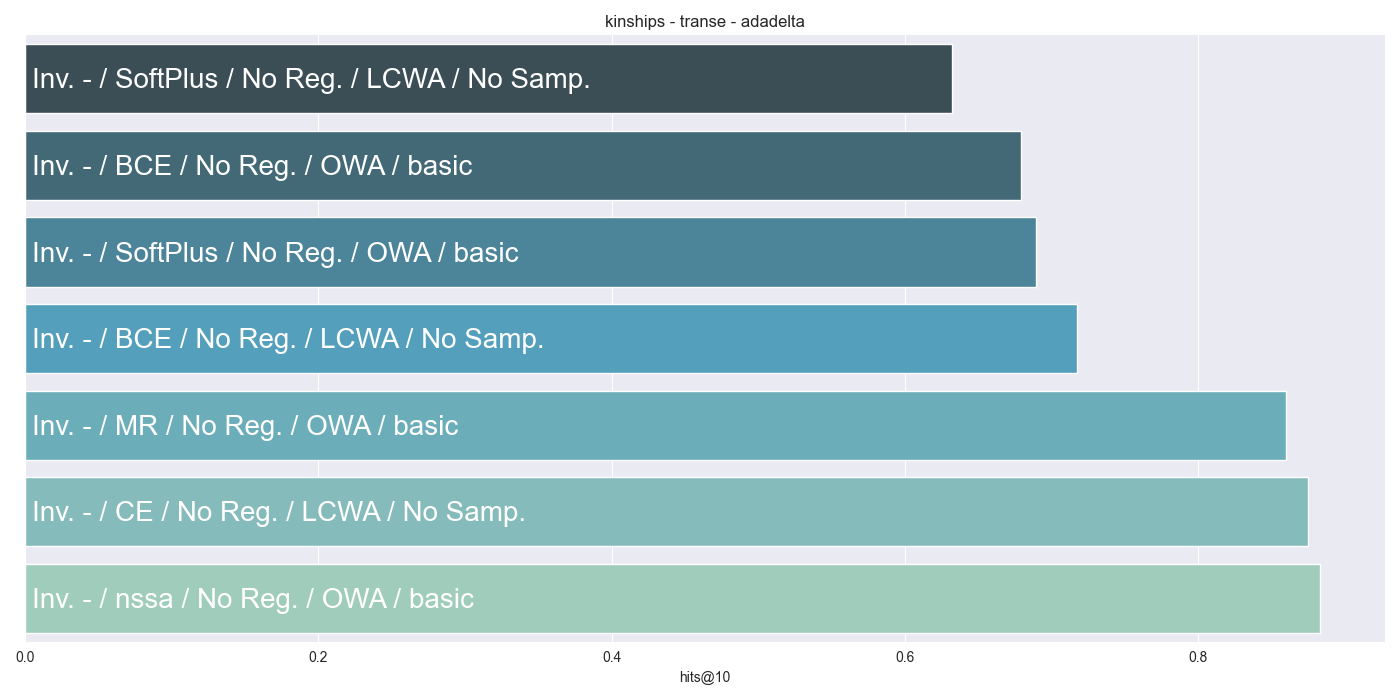 kinships - transe - adadelta
Inv. - / SoftPlus / No Reg. / LCWA / No Samp.
Inv. - / BCE / No Reg. / OWA / basic
Inv. - / SoftPlus / No Reg. / OWA / basic
Inv. - / BCE / No Reg. / LCWA / No Samp.
Inv. - / MR / No Reg. / OWA / basic
Inv. - / CE / No Reg. / LCWA / No Samp.
Inv. - / nssa / No Reg. / OWA / basic
0.0 0.2 0.4 0.6 0.8
hits@10